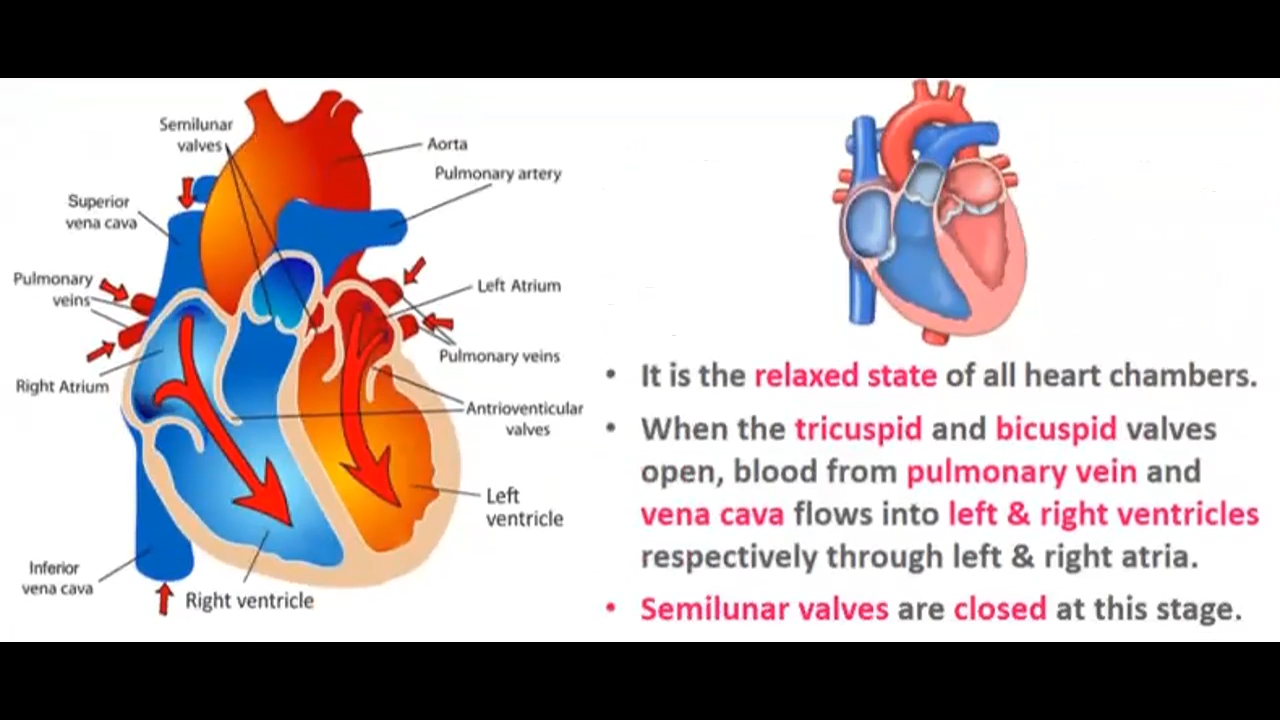 Semilunar
valves
Aorta
Pulmonary artery
Superior
vena cava
Pulmonary
veins
Left Atrium
Pulmonary veins
Right Atrium
Antrioventicular
valves
Left
ventricle
Inferior
vena cava
Right ventricle
• It is the relaxed state of all heart chambers.
• When the tricuspid and bicuspid valves
open, blood from pulmonary vein and
vena cava flows into left & right ventricles
respectively through left & right atria.
• Semilunar valves are closed at this stage.